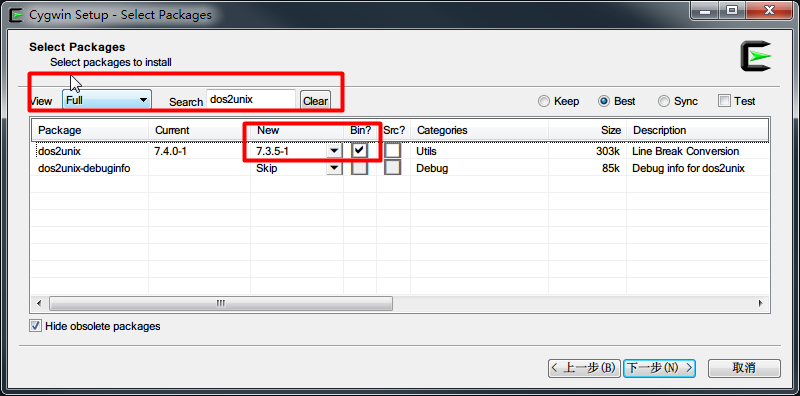 Cygwin Setup - Select Packages
Select Packages
Select packages to install
View Full Search dos2unix Clear Keep Best Sync Test
Package Current New Bin? Src? Categories Size Description
dos2unix 7.4.0-1 7.3.5-1 Utils 303k Line Break Conversion
dos2unix-debuginfo Skip Debug 85k Debug info for dos2unix
Hide obsolete packages
< 上一步(B) 下一步(N) > 取消